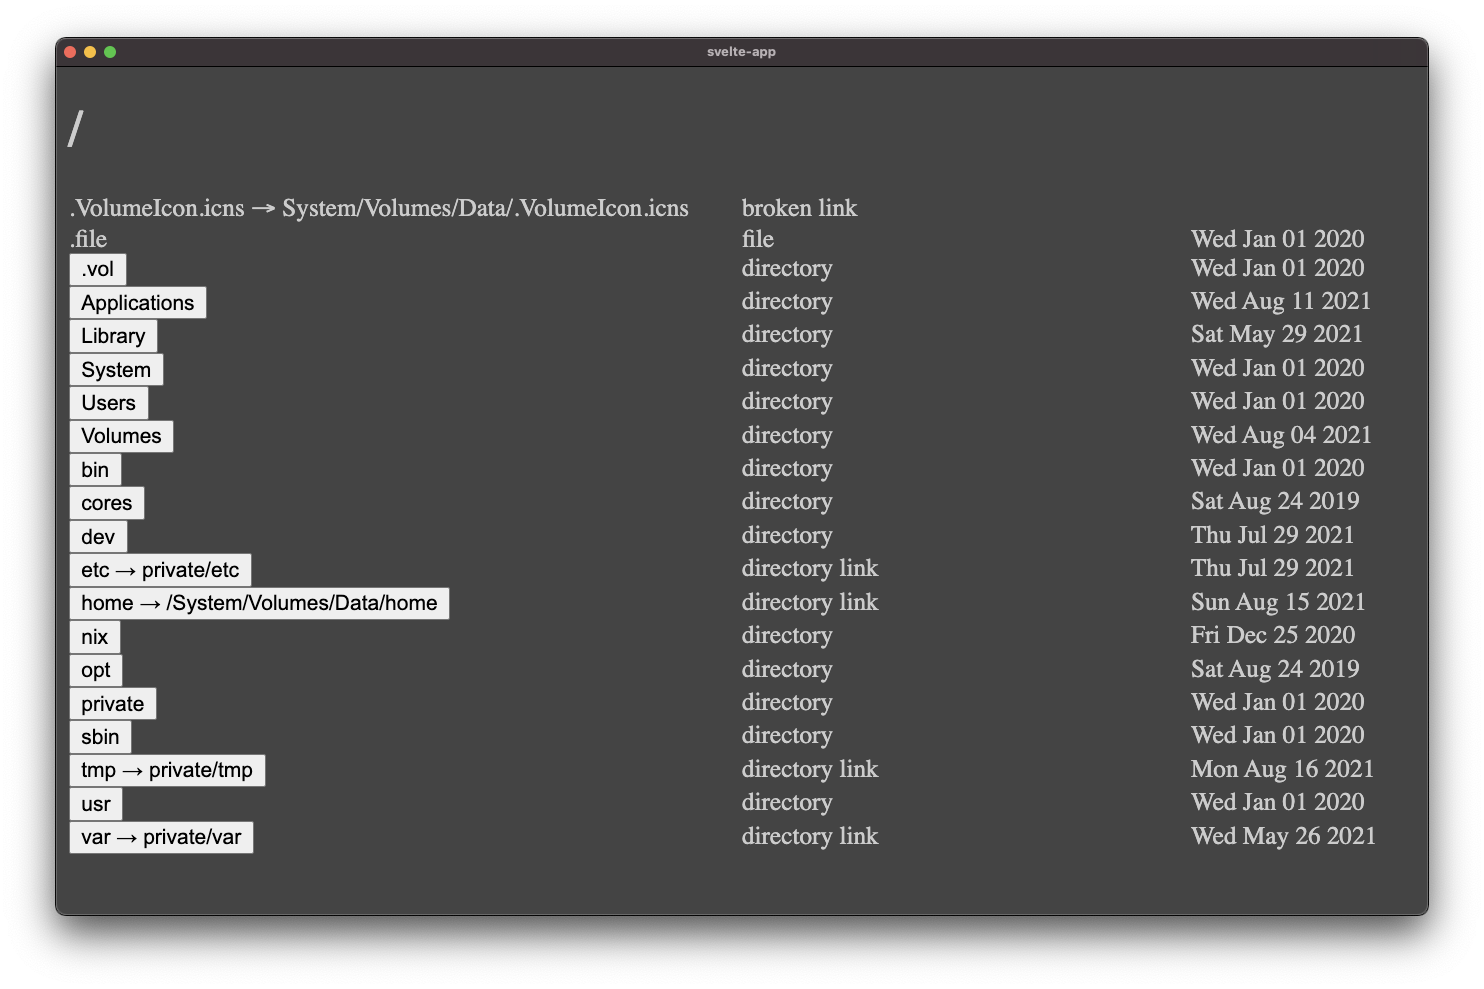 svelte-app
/
.VolumeIcon.icns → System/Volumes/Data/.VolumeIcon.icns broken link
.file file Wed Jan 01 2020
.vol directory Wed Jan 01 2020
Applications directory Wed Aug 11 2021
Library directory Sat May 29 2021
System directory Wed Jan 01 2020
Users directory Wed Jan 01 2020
Volumes directory Wed Aug 04 2021
bin directory Wed Jan 01 2020
cores directory Sat Aug 24 2019
dev directory Thu Jul 29 2021
etc → private/etc directory link Thu Jul 29 2021
home → /System/Volumes/Data/home directory link Sun Aug 15 2021
nix directory Fri Dec 25 2020
opt directory Sat Aug 24 2019
private directory Wed Jan 01 2020
sbin directory Wed Jan 01 2020
tmp → private/tmp directory link Mon Aug 16 2021
usr directory Wed Jan 01 2020
var → private/var directory link Wed May 26 2021